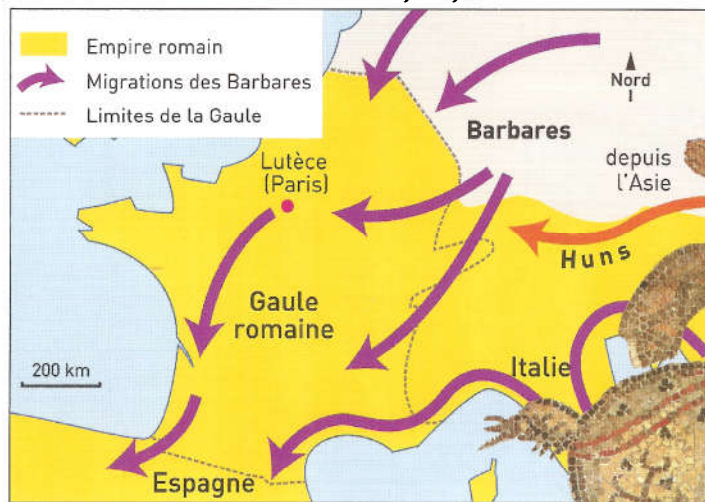 Empire romain
Migrations des Barbares
Limites de la Gaule
Nord
Barbares
depuis
l'Asie
Lutèce
(Paris)
Huns
Gaule
romaine
200 km
Italie
Espagne